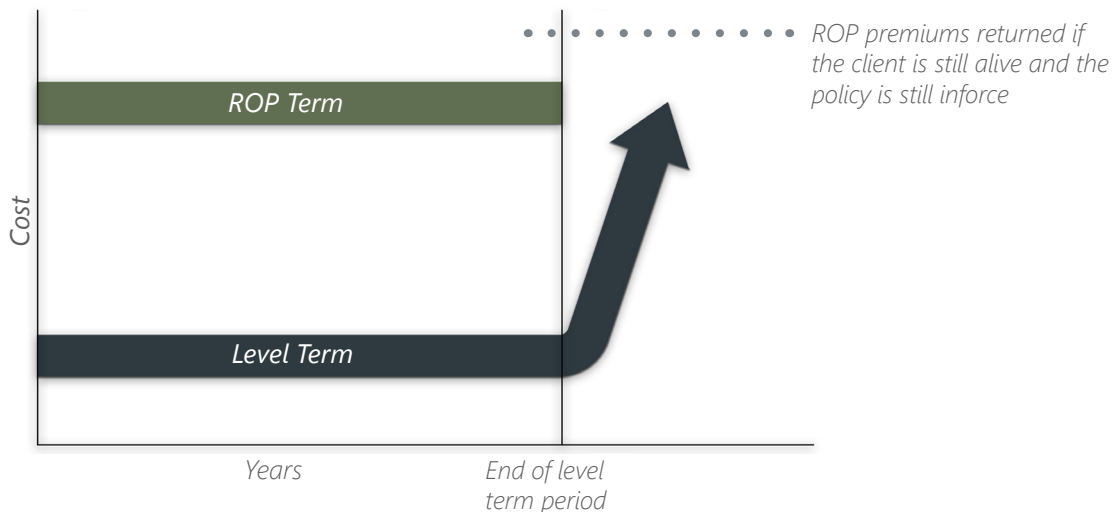 ROP premiums returned if
the client is still alive and the
policy is still inforce
ROP Term
Cost
Level Term
Years
End of level
term period